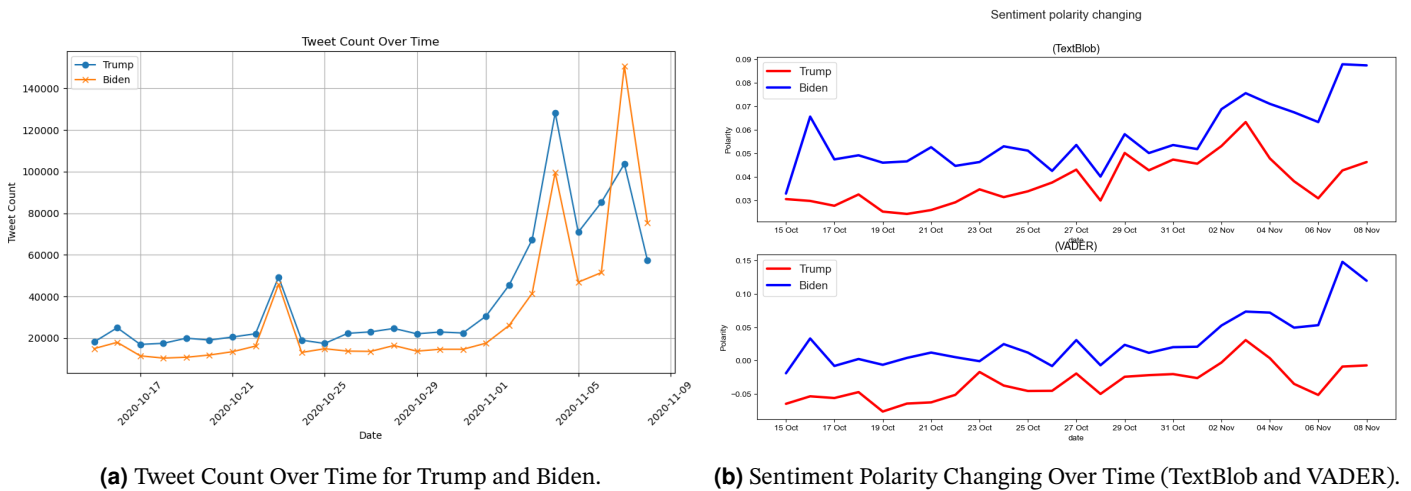 Tweet Count Over Time
Trump
Biden
Tweet Count
140000
120000
100000
80000
60000
40000
20000
2020-10-17
2020-10-21
2020-10-25
2020-10-29
2020-11-01
2020-11-05
2020-11-09
Date
(a) Tweet Count Over Time for Trump and Biden.
Sentiment polarity changing
(TextBlob)
Trump
Biden
Polarity
0.09
0.08
0.07
0.06
0.05
0.04
0.03
15 Oct 17 Oct 19 Oct 21 Oct 23 Oct 25 Oct 27 Oct 29 Oct 31 Oct 02 Nov 04 Nov 06 Nov 08 Nov
date
(VADER)
Trump
Biden
Polarity
0.15
0.10
0.05
0.00
−0.05
15 Oct 17 Oct 19 Oct 21 Oct 23 Oct 25 Oct 27 Oct 29 Oct 31 Oct 02 Nov 04 Nov 06 Nov 08 Nov
date
(b) Sentiment Polarity Changing Over Time (TextBlob and VADER).